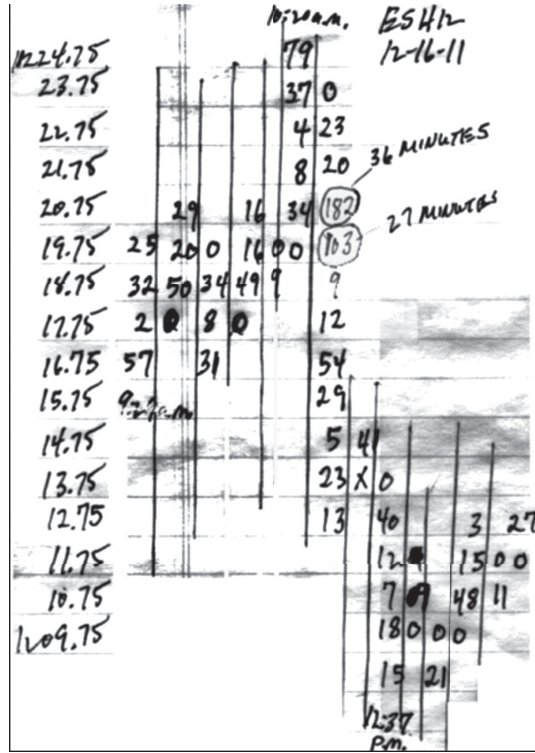 10:20 a.m. ESH12
1224.75 79 12-16-11
23.75 37 0
22.75 4 23
21.75 8 20 36 MINUTES
20.75 29 16 34 182 27 MINUTES
19.75 25 20 0 16 0 0 103
18.75 32 50 34 49 9 9
17.75 2 0 8 0 12
16.75 57 31 54
15.75 a.m. 29
14.75 5 41
13.75 23 X 0
12.75 13 40 3 27
11.75 12 15 0 0
10.75 7 9 48 11
1209.75 18 0 0 0
15 21
12:37
P.M.